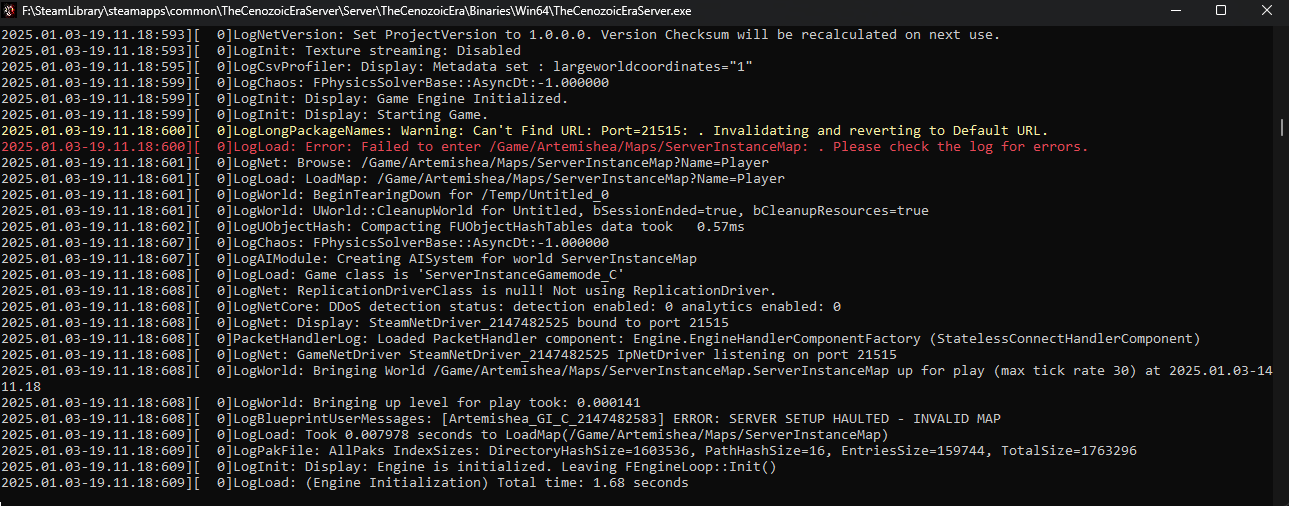 F:\SteamLibrary\steamapps\common\TheCenozoicEraServer\Server\TheCenozoicEra\Binaries\Win64\TheCenozoicEraServer.exe
2025.01.03-19.11.18:593][  0]LogNetVersion: Set ProjectVersion to 1.0.0.0. Version Checksum will be recalculated on next use.
2025.01.03-19.11.18:593][  0]LogInit: Texture streaming: Disabled
2025.01.03-19.11.18:595][  0]LogCsvProfiler: Display: Metadata set : largeworldcoordinates="1"
2025.01.03-19.11.18:599][  0]LogChaos: FPhysicsSolverBase::AsyncDt:-1.000000
2025.01.03-19.11.18:599][  0]LogInit: Display: Game Engine Initialized.
2025.01.03-19.11.18:599][  0]LogInit: Display: Starting Game.
2025.01.03-19.11.18:600][  0]LogLongPackageNames: Warning: Can't Find URL: Port=21515: . Invalidating and reverting to Default URL.
2025.01.03-19.11.18:600][  0]LogLoad: Error: Failed to enter /Game/Artemishea/Maps/ServerInstanceMap: . Please check the log for errors.
2025.01.03-19.11.18:601][  0]LogNet: Browse: /Game/Artemishea/Maps/ServerInstanceMap?Name=Player
2025.01.03-19.11.18:601][  0]LogLoad: LoadMap: /Game/Artemishea/Maps/ServerInstanceMap?Name=Player
2025.01.03-19.11.18:601][  0]LogWorld: BeginTearingDown for /Temp/Untitled_0
2025.01.03-19.11.18:601][  0]LogWorld: UWorld::CleanupWorld for Untitled, bSessionEnded=true, bCleanupResources=true
2025.01.03-19.11.18:602][  0]LogUObjectHash: Compacting FUObjectHashTables data took   0.57ms
2025.01.03-19.11.18:607][  0]LogChaos: FPhysicsSolverBase::AsyncDt:-1.000000
2025.01.03-19.11.18:607][  0]LogAIModule: Creating AISystem for world ServerInstanceMap
2025.01.03-19.11.18:608][  0]LogLoad: Game class is 'ServerInstanceGamemode_C'
2025.01.03-19.11.18:608][  0]LogNet: ReplicationDriverClass is null! Not using ReplicationDriver.
2025.01.03-19.11.18:608][  0]LogNetCore: DDoS detection status: detection enabled: 0 analytics enabled: 0
2025.01.03-19.11.18:608][  0]LogNet: Display: SteamNetDriver_2147482525 bound to port 21515
2025.01.03-19.11.18:608][  0]PacketHandlerLog: Loaded PacketHandler component: Engine.EngineHandlerComponentFactory (StatelessConnectHandlerComponent)
2025.01.03-19.11.18:608][  0]LogNet: GameNetDriver SteamNetDriver_2147482525 IpNetDriver listening on port 21515
2025.01.03-19.11.18:608][  0]LogWorld: Bringing World /Game/Artemishea/Maps/ServerInstanceMap.ServerInstanceMap up for play (max tick rate 30) at 2025.01.03-14
11.18
2025.01.03-19.11.18:608][  0]LogWorld: Bringing up level for play took: 0.000141
2025.01.03-19.11.18:608][  0]LogBlueprintUserMessages: [Artemishea_GI_C_2147482583] ERROR: SERVER SETUP HAULTED - INVALID MAP
2025.01.03-19.11.18:609][  0]LogLoad: Took 0.007978 seconds to LoadMap(/Game/Artemishea/Maps/ServerInstanceMap)
2025.01.03-19.11.18:609][  0]LogPakFile: AllPaks IndexSizes: DirectoryHashSize=1603536, PathHashSize=16, EntriesSize=159744, TotalSize=1763296
2025.01.03-19.11.18:609][  0]LogInit: Display: Engine is initialized. Leaving FEngineLoop::Init()
2025.01.03-19.11.18:609][  0]LogLoad: (Engine Initialization) Total time: 1.68 seconds